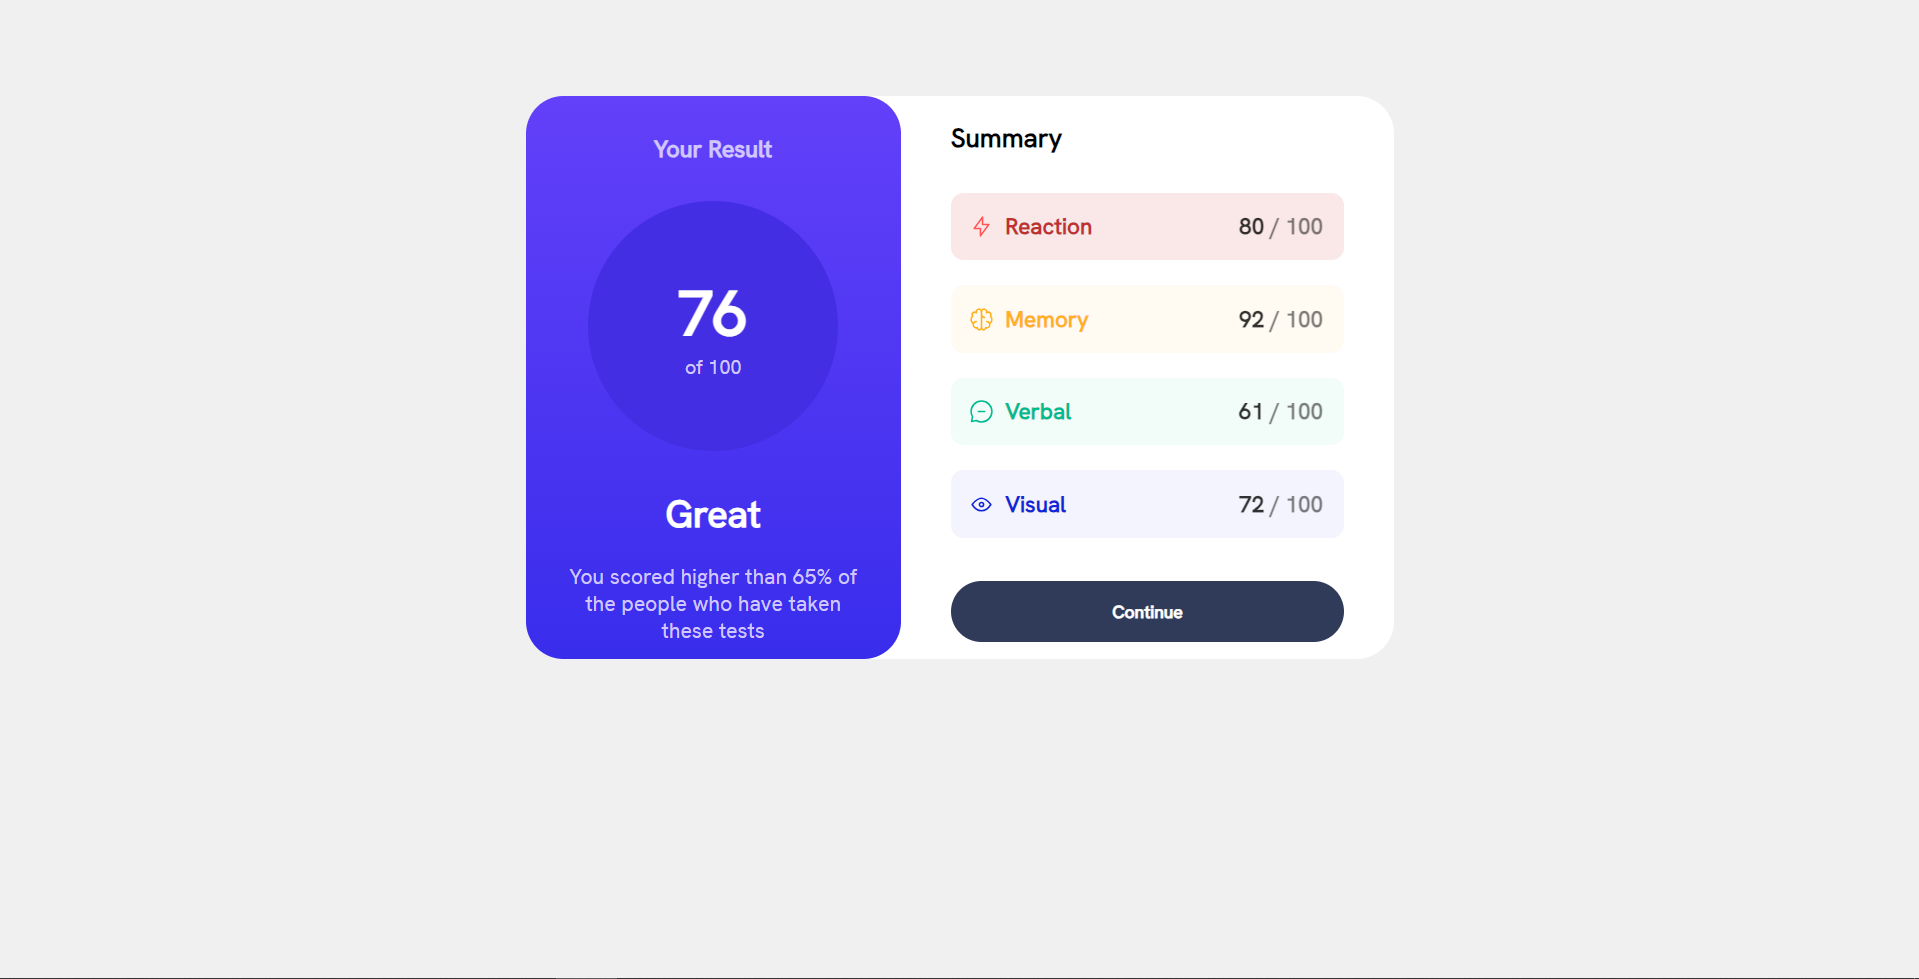 Your Result
76
of 100
Great
You scored higher than 65% of
the people who have taken
these tests
Summary
Reaction 80 / 100
Memory 92 / 100
Verbal 61 / 100
Visual 72 / 100
Continue